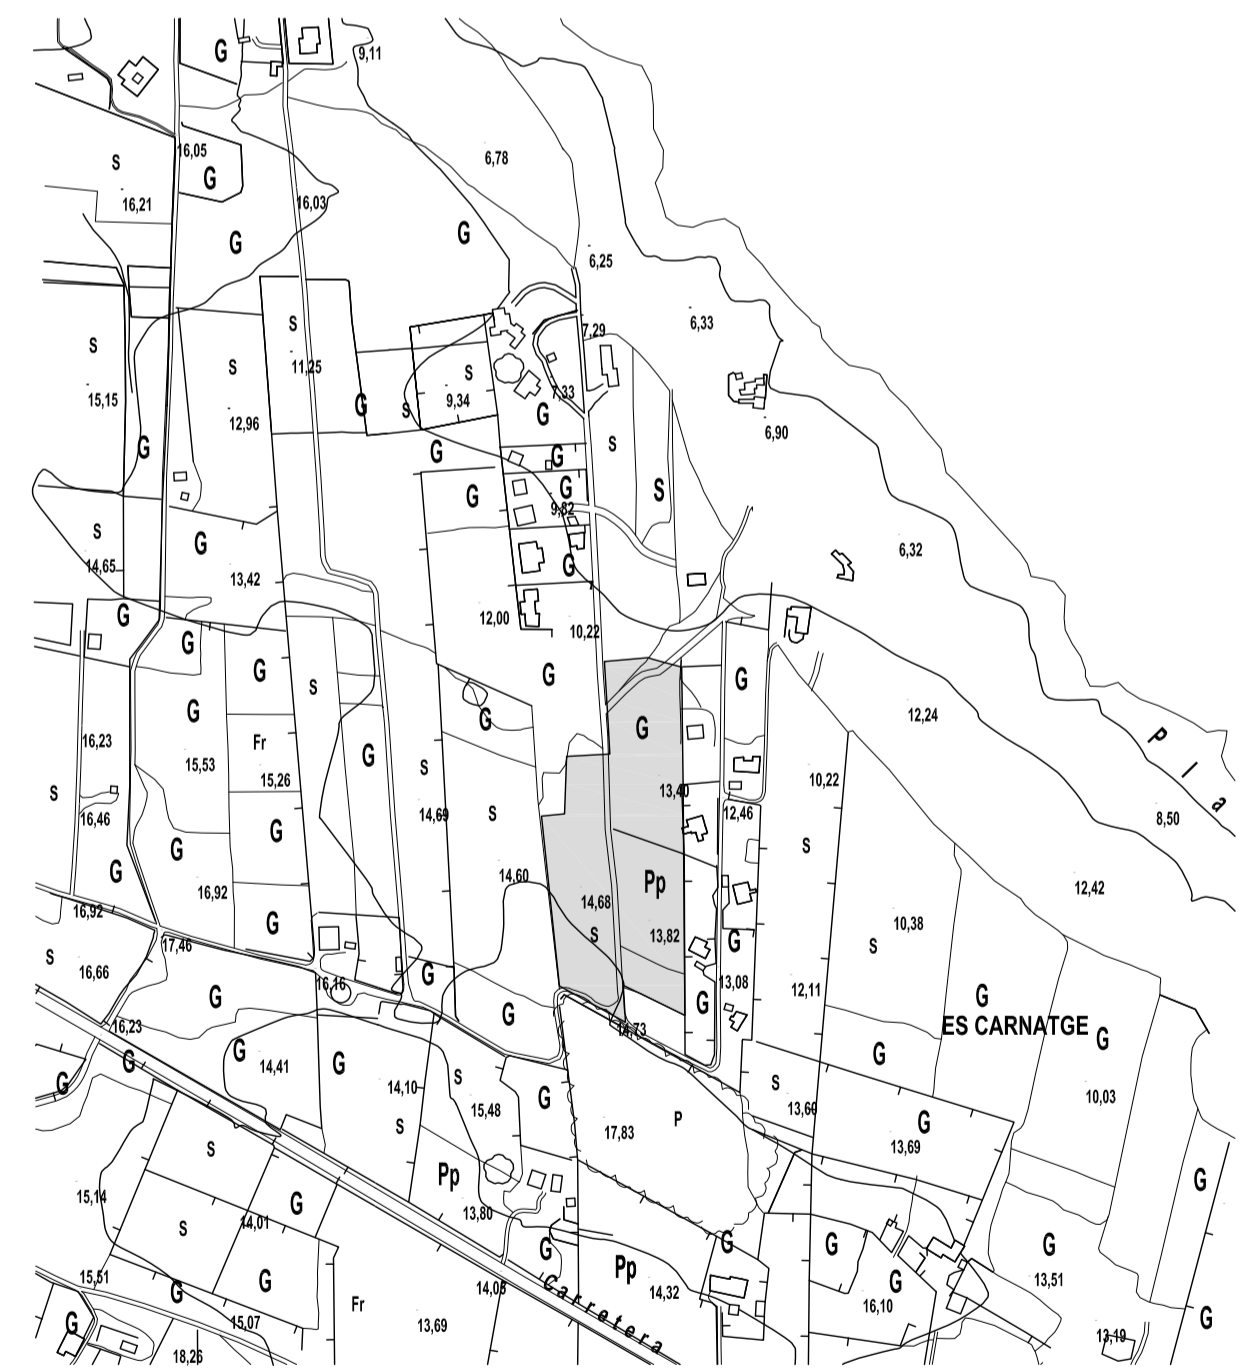 G
9,11
16,05
S
G
16,21
6,78
16,03
G
G
6,25
7,29
6,33
S
S
11,25
S
15,15
S
12,96
S
9,34
G
S
7,33
G
6,90
G
G
S
G
G
G
S
9,82
S
14,65
G
13,42
G
6,32
12,00
10,22
G
G
G
S
G
G
12,24
16,23
G
15,53
Fr
15,26
G
S
14,69
G
S
G
13,40
12,46
10,22
S
P l a
8,50
S
16,46
G
G
16,92
G
14,60
14,68
S
Pp
13,82
12,42
16,92
17,46
G
S
16,66
16,16
G
G
13,08
G
G
12,11
S
10,38
16,23
G
G
14,73
G
ES CARNATGE
G
G
G
G
14,41
G
14,10
S
15,48
G
S
P
17,83
S
13,60
G
G
13,69
10,03
S
Pp
13,80
G
15,14
S
14,01
G
G
G
Pp
14,32
G
G
16,10
G
13,51
G
15,51
G
G
15,07
Fr
13,69
14,05
Carretera
G
18,26
13,19
G